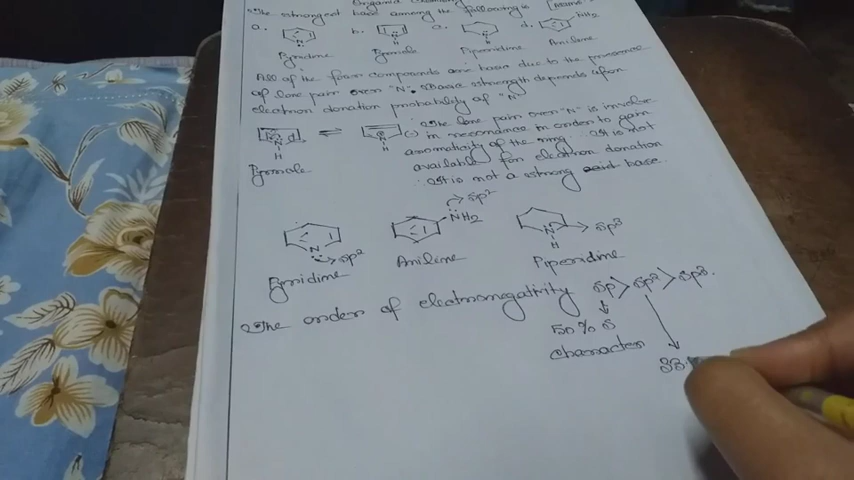 The strongest base among the following is
a. b. c. d. NH2
Pyridine Pyrrole Piperidine Aniline
All of the four compounds are basic due to the presence
of lone pair over "N". Basic strength depends upon
electron donation probability of "N"
The lone pair over "N" is involve
(-) in reconance in order to gain
aromaticity of the ring. It is not
available for electron donation
Pyrrole
N
H
N
H
It is not a strong base.
N sp2
NH2 sp2
N
H sp3
Pyridine Aniline Piperidine
The order of electronegativity sp > sp2 > sp3.
50% s
character
33.